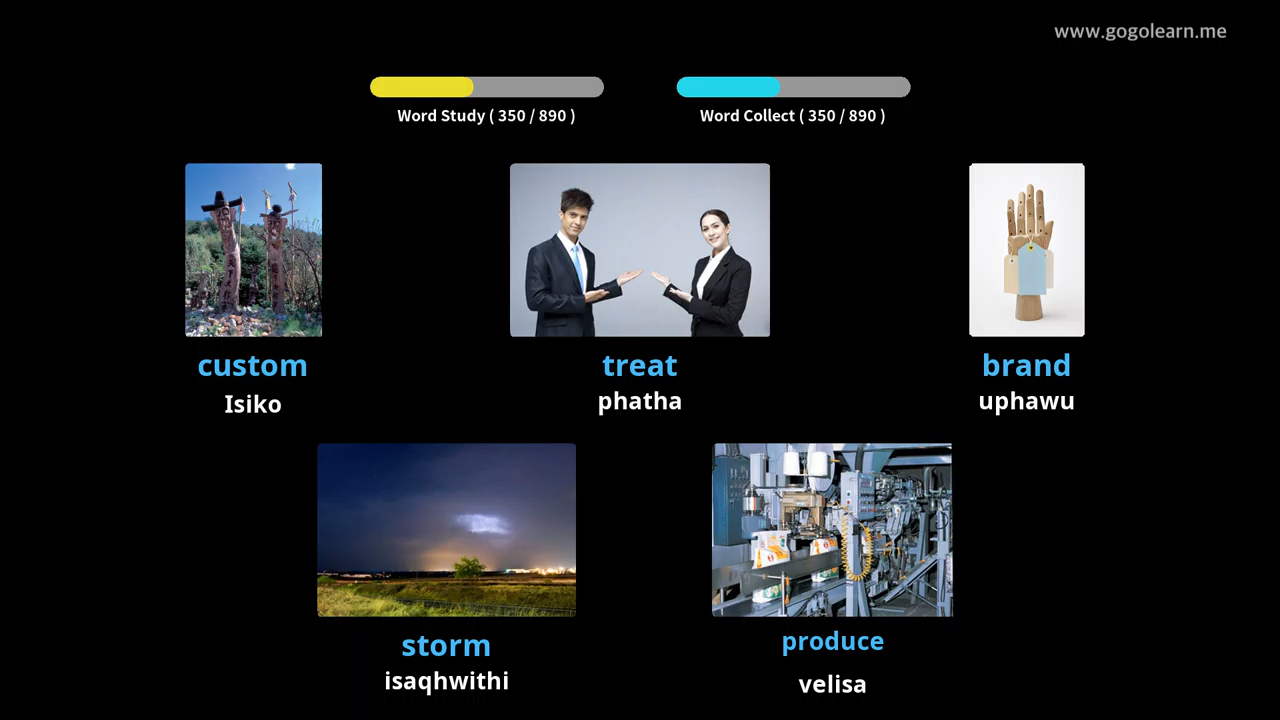 www.gogolearn.me
Word Study ( 350 / 890 )
Word Collect ( 350 / 890 )
custom
Isiko
treat
phatha
brand
uphawu
storm
isaqhwithi
produce
velisa